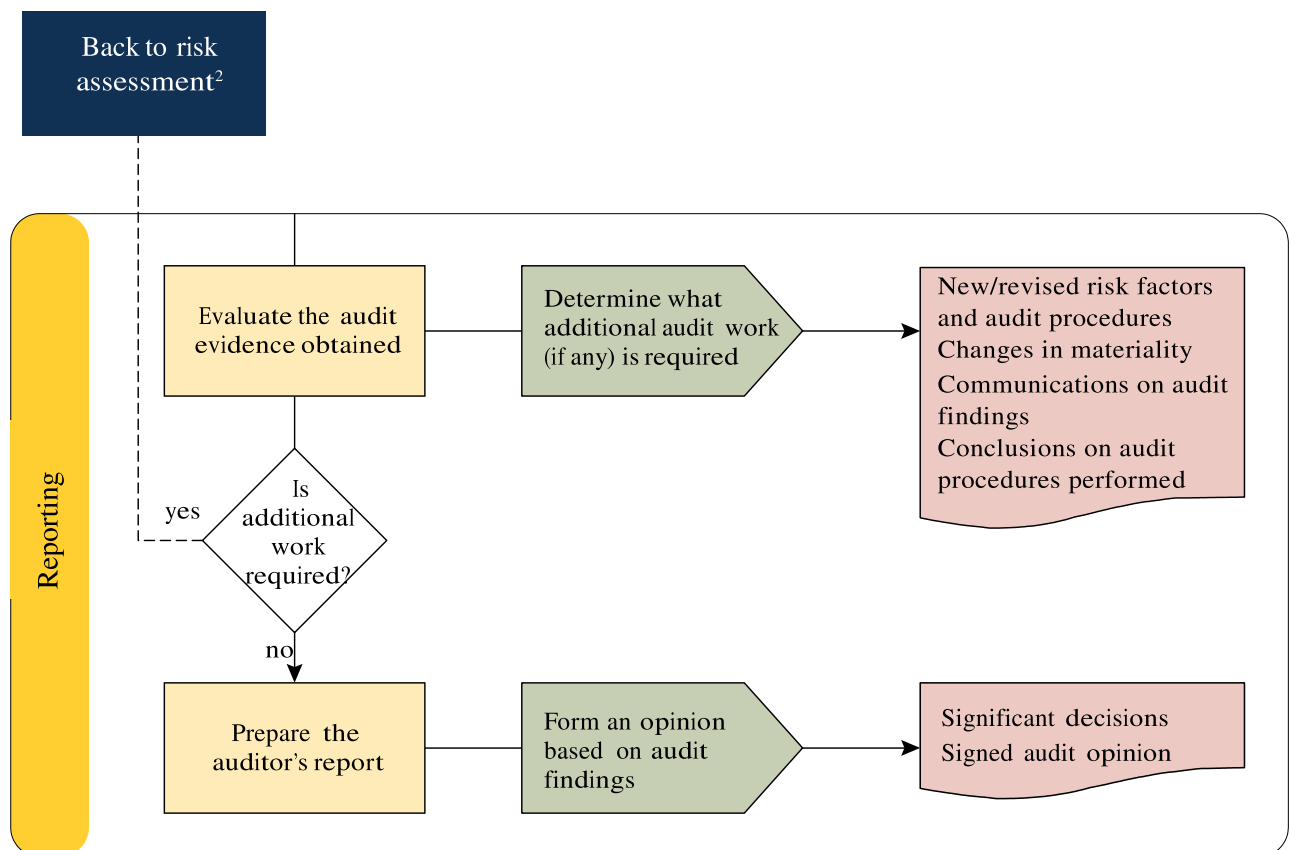 Back to risk
assessment²
Evaluate the audit
evidence obtained
Determine what
additional audit work
(if any) is required
New/revised risk factors
and audit procedures
Changes in materiality
Communications on audit
findings
Conclusions on audit
procedures performed
Reporting
yes
Is
additional
work
required?
no
Prepare the
auditor’s report
Form an opinion
based on audit
findings
Significant decisions
Signed audit opinion